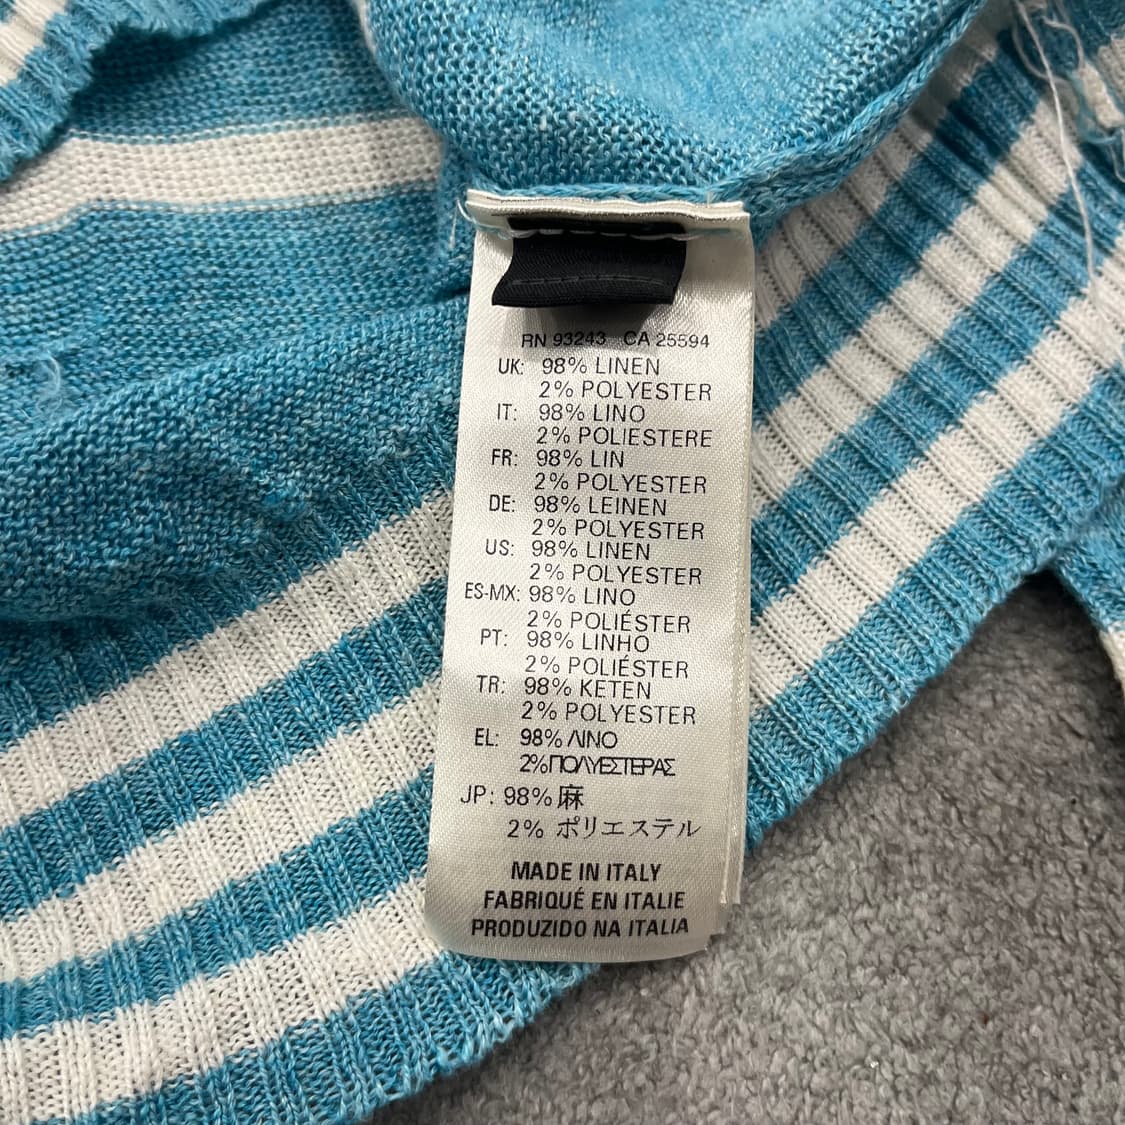 RN 93243 CA 25594
UK: 98% LINEN
2% POLYESTER
IT: 98% LINO
2% POLIESTERE
FR: 98% LIN
2% POLYESTER
DE: 98% LEINEN
2% POLYESTER
US: 98% LINEN
2% POLYESTER
ES-MX: 98% LINO
2% POLIÉSTER
PT: 98% LINHO
2% POLIÉSTER
TR: 98% KETEN
2% POLYESTER
EL: 98% ΛΙΝΟ
2% ΠΟΛΥΕΣΤΕΡΑΣ
JP: 98% 麻
2% ポリエステル
MADE IN ITALY
FABRIQUÉ EN ITALIE
PRODUZIDO NA ITALIA